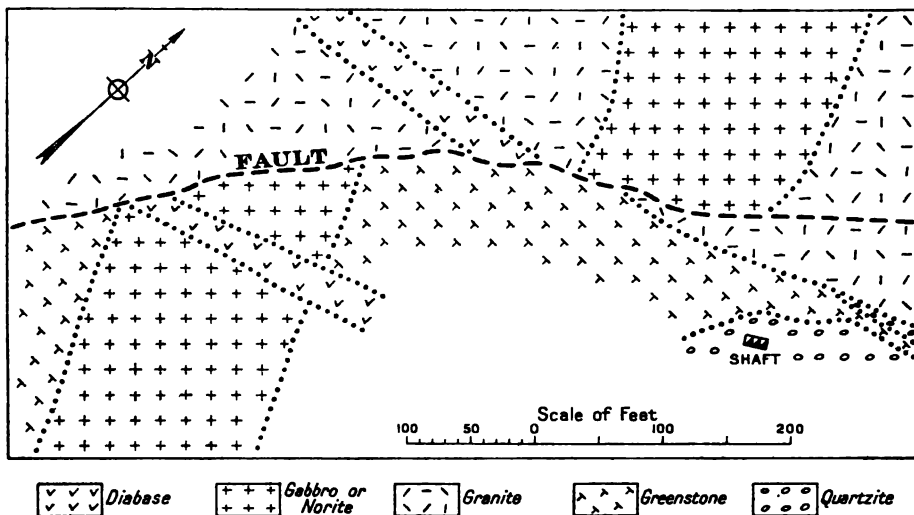 N
FAULT
SHAFT
Scale of Feet
100 50 0 100 200
Diabase
Gabbro or
Norite
Granite
Greenstone
Quartzite